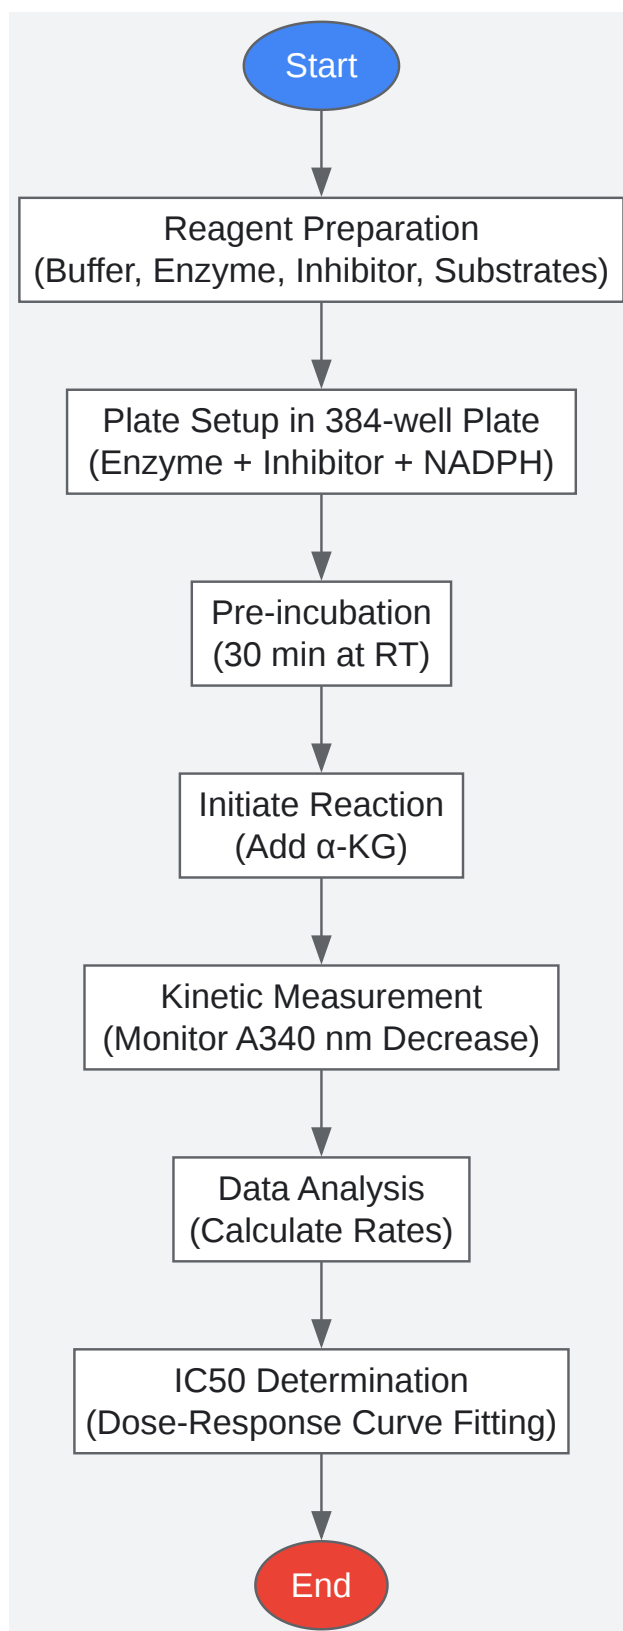 Start
Reagent Preparation
(Buffer, Enzyme, Inhibitor, Substrates)
Plate Setup in 384-well Plate
(Enzyme + Inhibitor + NADPH)
Pre-incubation
(30 min at RT)
Initiate Reaction
(Add α-KG)
Kinetic Measurement
(Monitor A340 nm Decrease)
Data Analysis
(Calculate Rates)
IC50 Determination
(Dose-Response Curve Fitting)
End